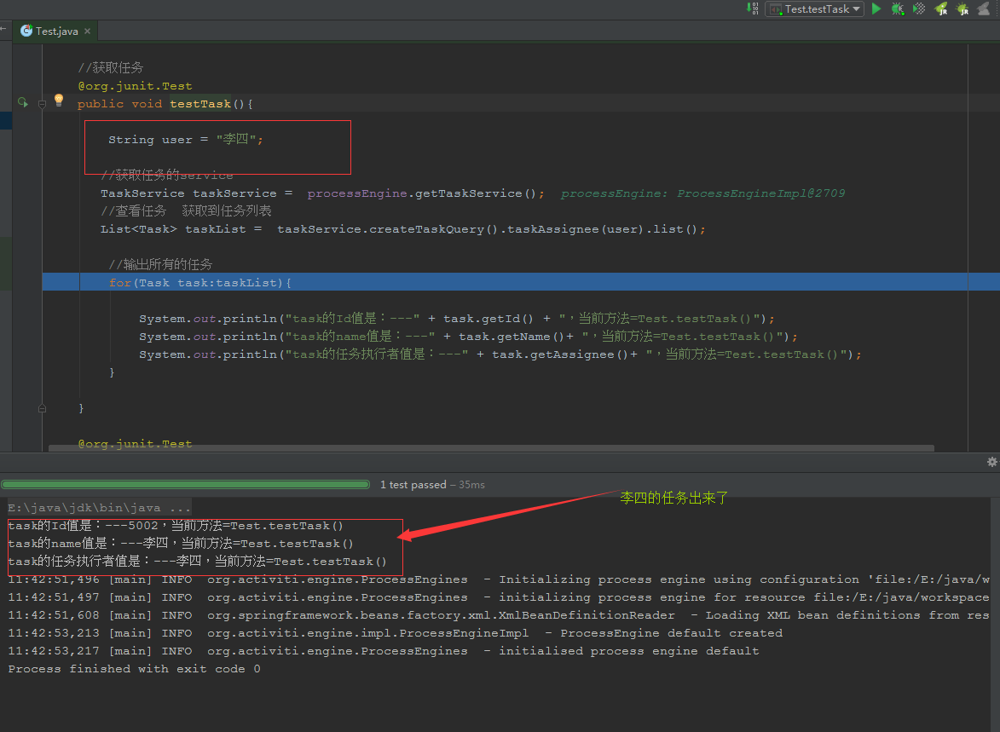 Test.testTask
Test.java
//获取任务
@org.junit.Test
public void testTask(){
String user = "李四";
//获取任务的service
TaskService taskService = processEngine.getTaskService(); processEngine: ProcessEngineImpl@2709
//查看任务 获取到任务列表
List<Task> taskList = taskService.createTaskQuery().taskAssignee(user).list();
//输出所有的任务
for(Task task:taskList){
System.out.println("task的Id值是：---" + task.getId() + "，当前方法=Test.testTask()");
System.out.println("task的name值是：---" + task.getName()+ "，当前方法=Test.testTask()");
System.out.println("task的任务执行者值是：---" + task.getAssignee()+ "，当前方法=Test.testTask()");
}
}
@org.junit.Test
1 test passed – 35ms
李四的任务出来了
E:\java\jdk\bin\java ...
task的Id值是：---5002，当前方法=Test.testTask()
task的name值是：---李四，当前方法=Test.testTask()
task的任务执行者值是：---李四，当前方法=Test.testTask()
11:42:51,496 [main] INFO org.activiti.engine.ProcessEngines - Initializing process engine using configuration 'file:/E:/java/w
11:42:51,497 [main] INFO org.activiti.engine.ProcessEngines - initializing process engine for resource file:/E:/java/workspace
11:42:51,608 [main] INFO org.springframework.beans.factory.xml.XmlBeanDefinitionReader - Loading XML bean definitions from res
11:42:53,213 [main] INFO org.activiti.engine.impl.ProcessEngineImpl - ProcessEngine default created
11:42:53,217 [main] INFO org.activiti.engine.ProcessEngines - initialised process engine default
Process finished with exit code 0